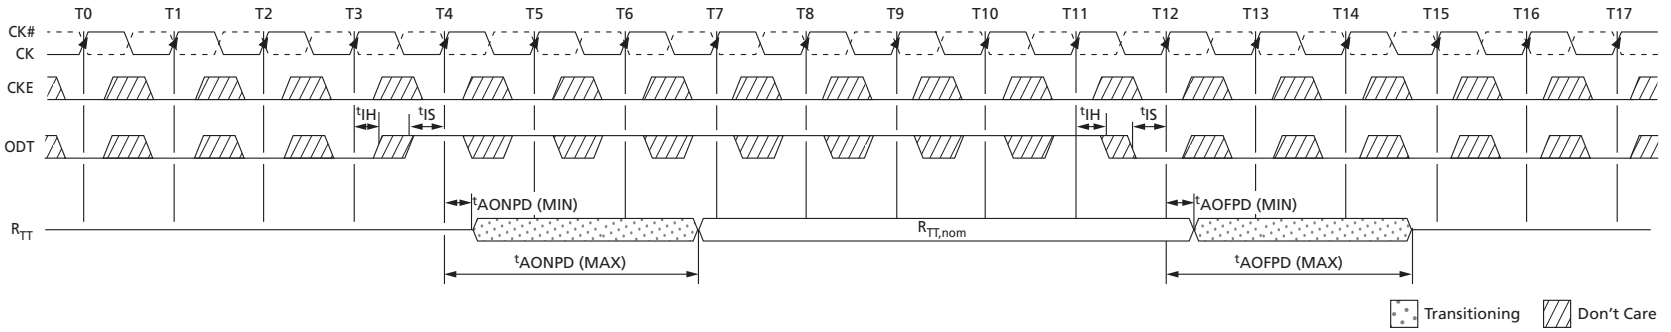 T0 T1 T2 T3 T4 T5 T6 T7 T8 T9 T10 T11 T12 T13 T14 T15 T16 T17
CK#
CK
CKE
tIH tIS tIH tIS
ODT
tAONPD (MIN) tAOFPD (MIN)
RTT RTT,nom
tAONPD (MAX) tAOFPD (MAX)
Transitioning Don't Care